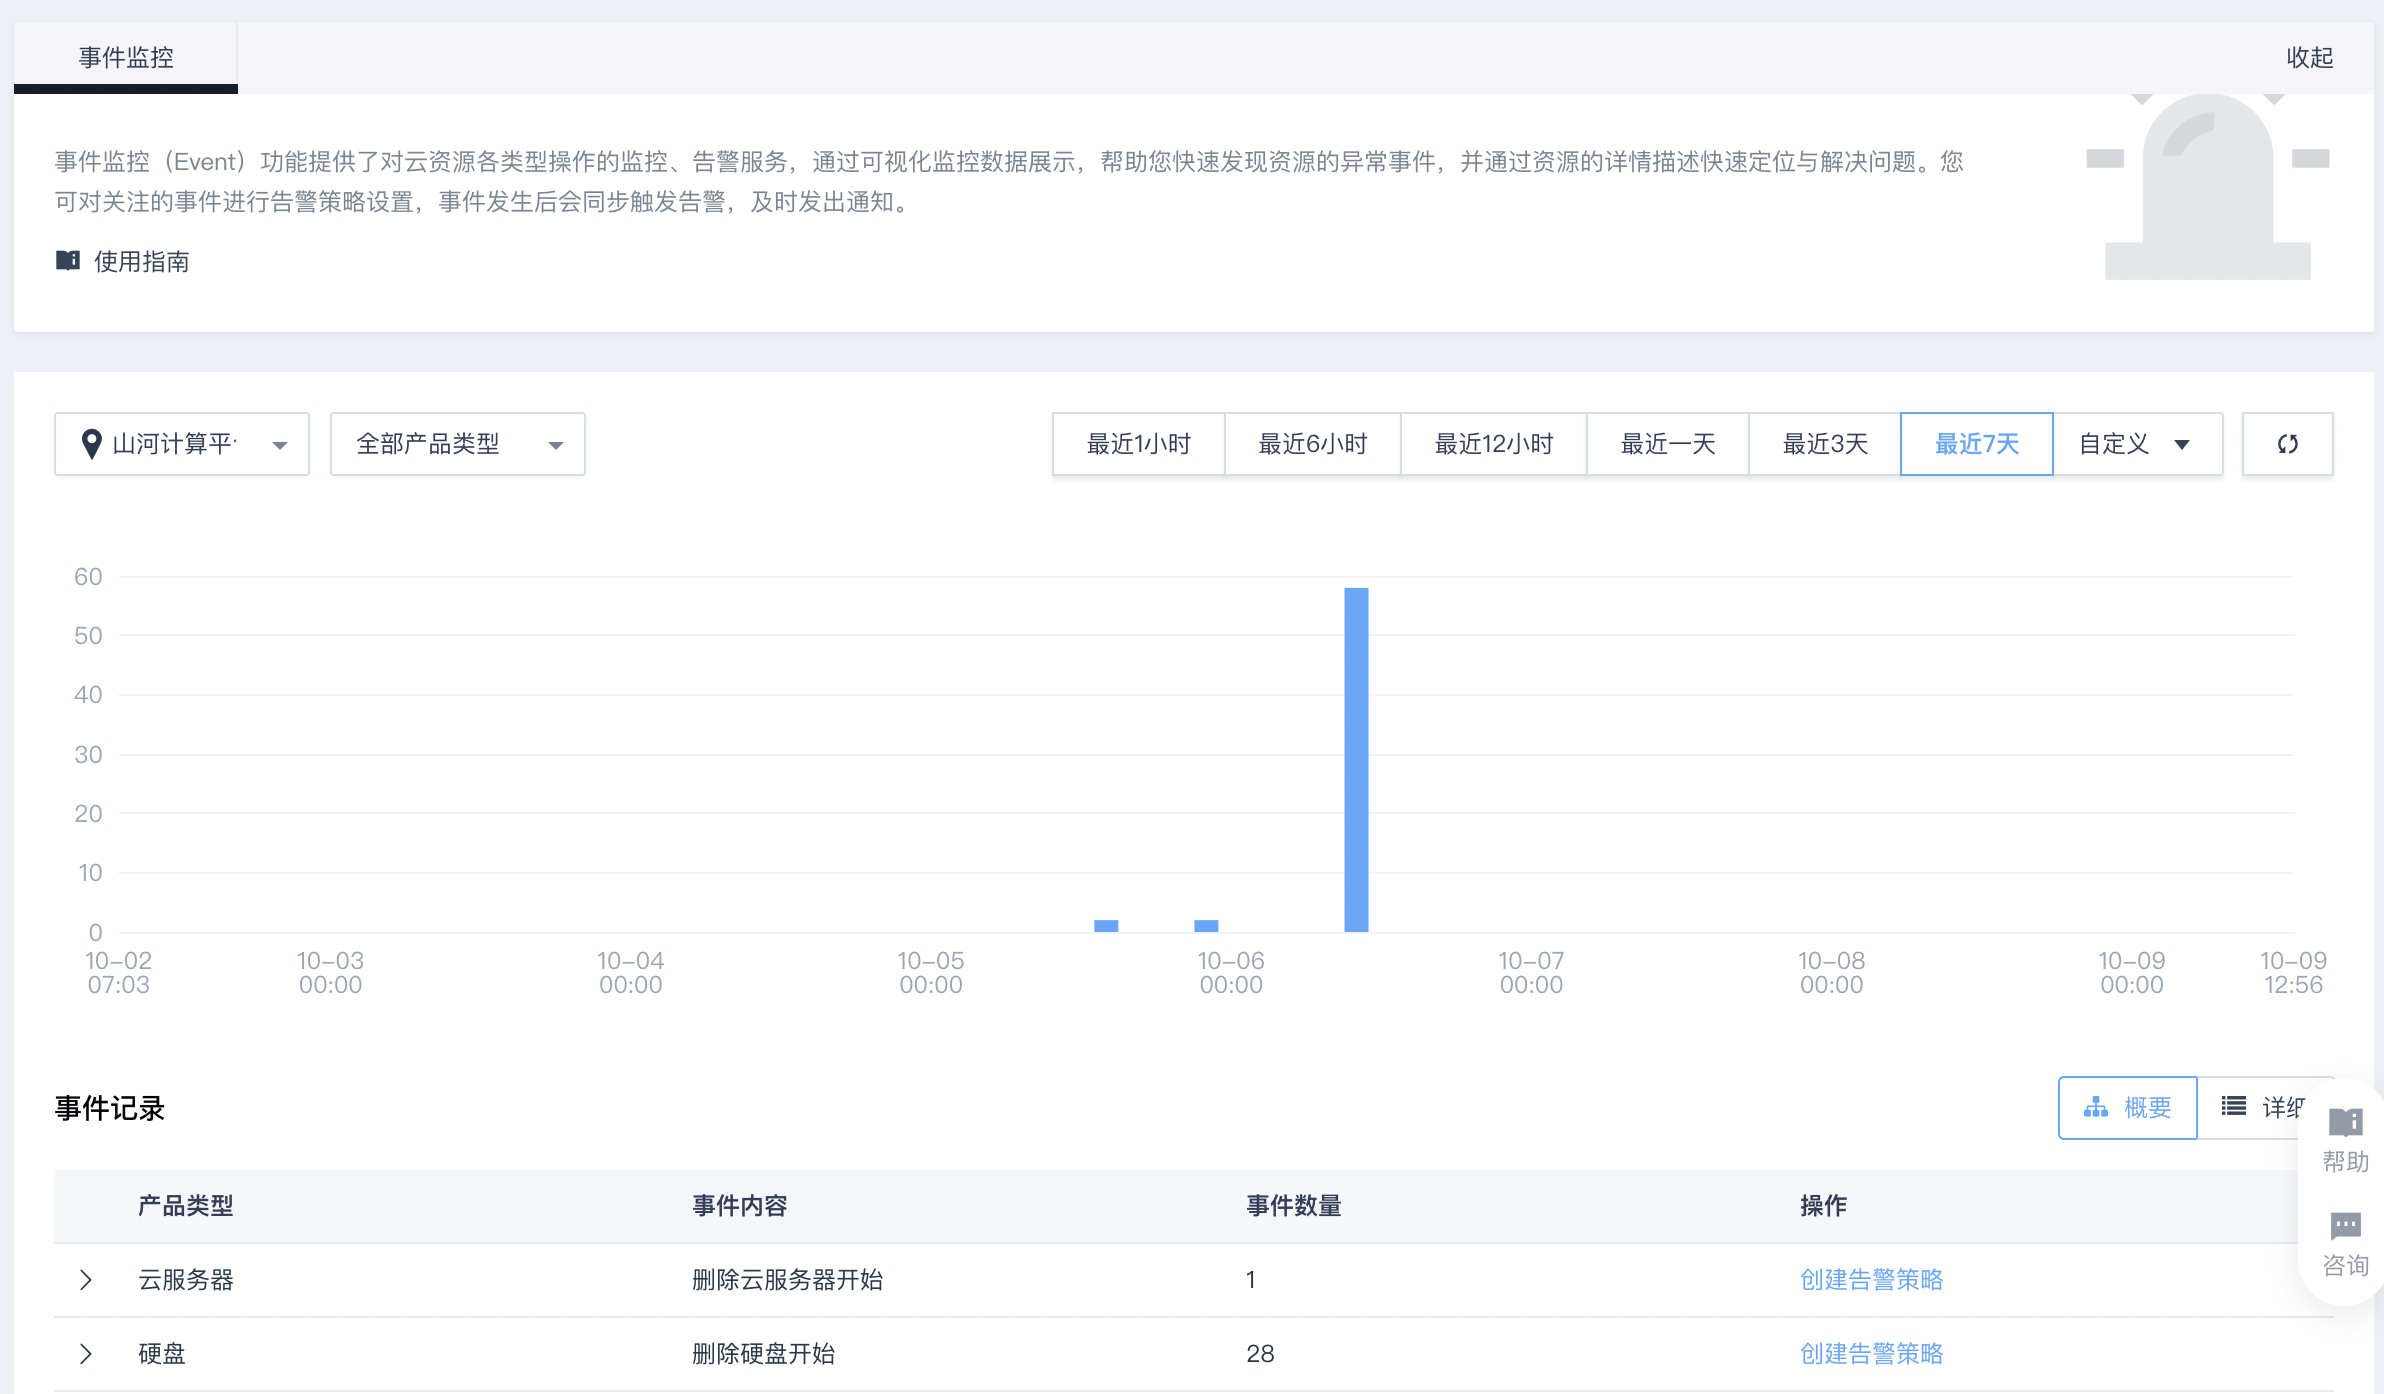 事件监控
收起
事件监控（Event）功能提供了对云资源各类型操作的监控、告警服务，通过可视化监控数据展示，帮助您快速发现资源的异常事件，并通过资源的详情描述快速定位与解决问题。您
可对关注的事件进行告警策略设置，事件发生后会同步触发告警，及时发出通知。
使用指南
山河计算平
全部产品类型
最近1小时
最近6小时
最近12小时
最近一天
最近3天
最近7天
自定义
60
50
40
30
20
10
0
10-02
07:03
10-03
00:00
10-04
00:00
10-05
00:00
10-06
00:00
10-07
00:00
10-08
00:00
10-09
00:00
10-09
12:56
事件记录
概要
详细
帮助
咨询
产品类型 事件内容 事件数量 操作
云服务器 删除云服务器开始 1 创建告警策略
硬盘 删除硬盘开始 28 创建告警策略